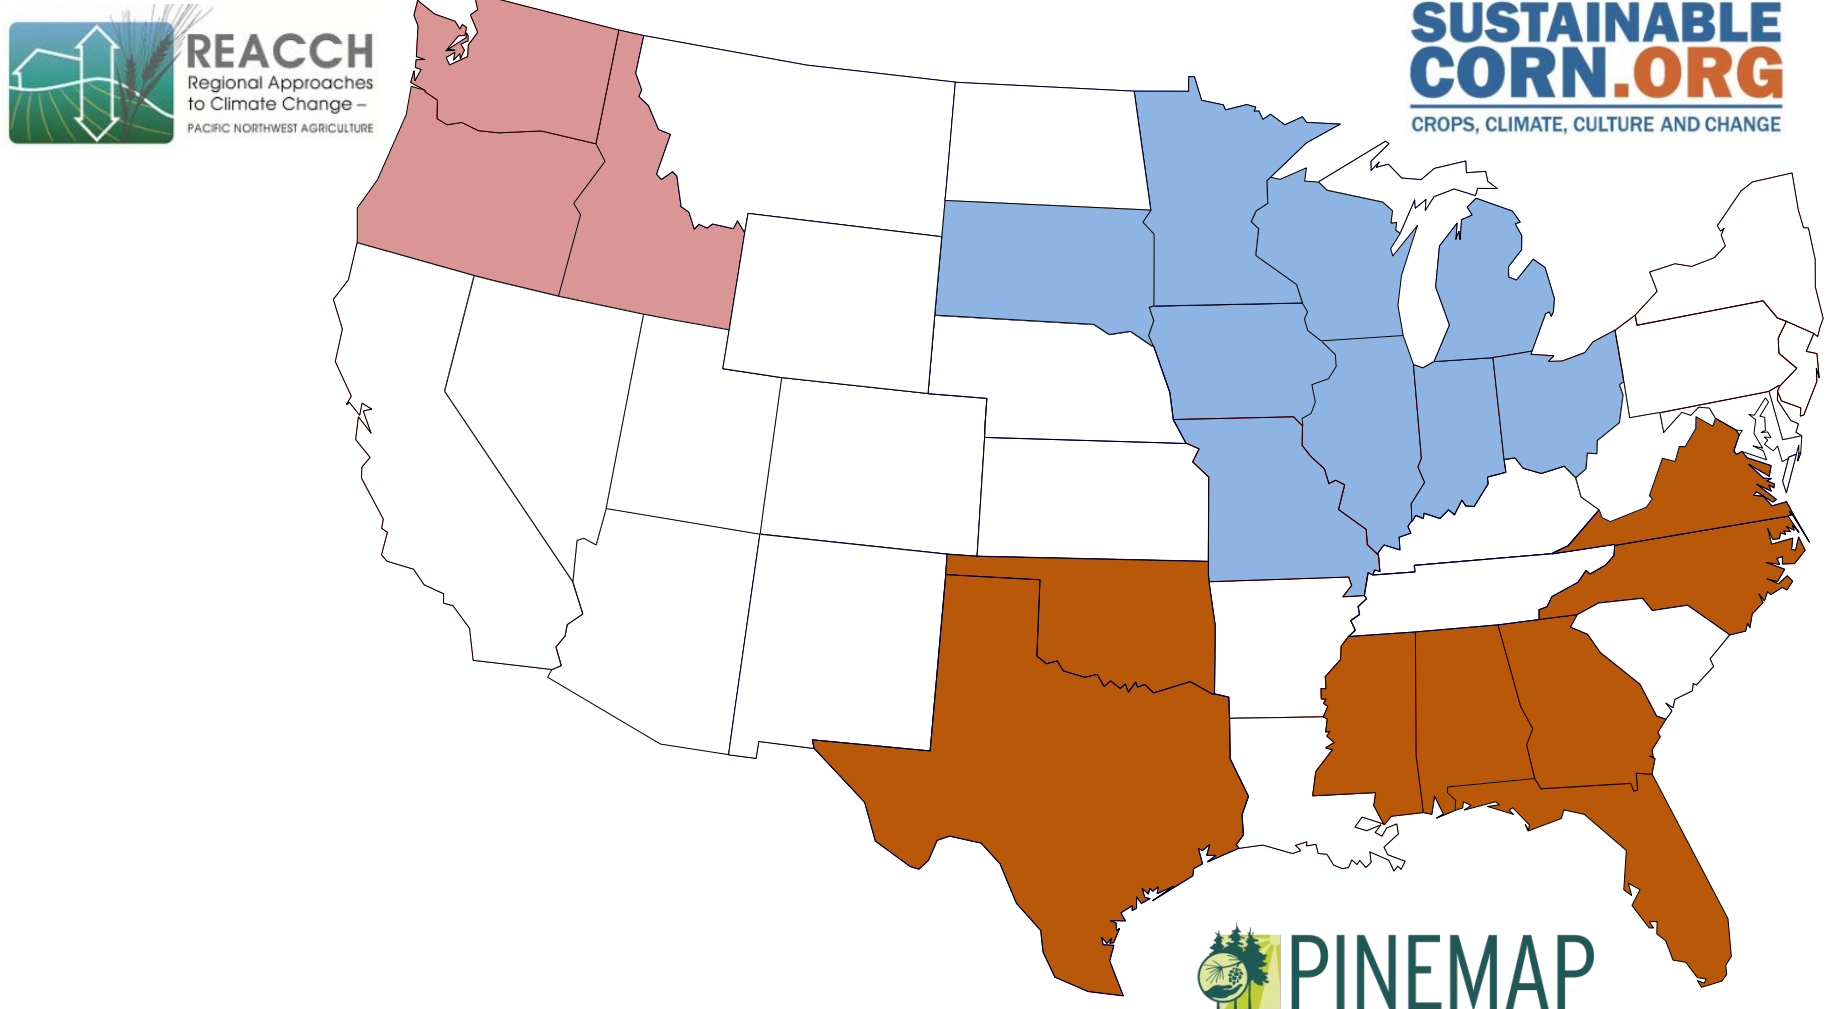 REACCH
Regional Approaches
to Climate Change –
PACIFIC NORTHWEST AGRICULTURE
SUSTAINABLE
CORN.ORG
CROPS, CLIMATE, CULTURE AND CHANGE
PINEMAP